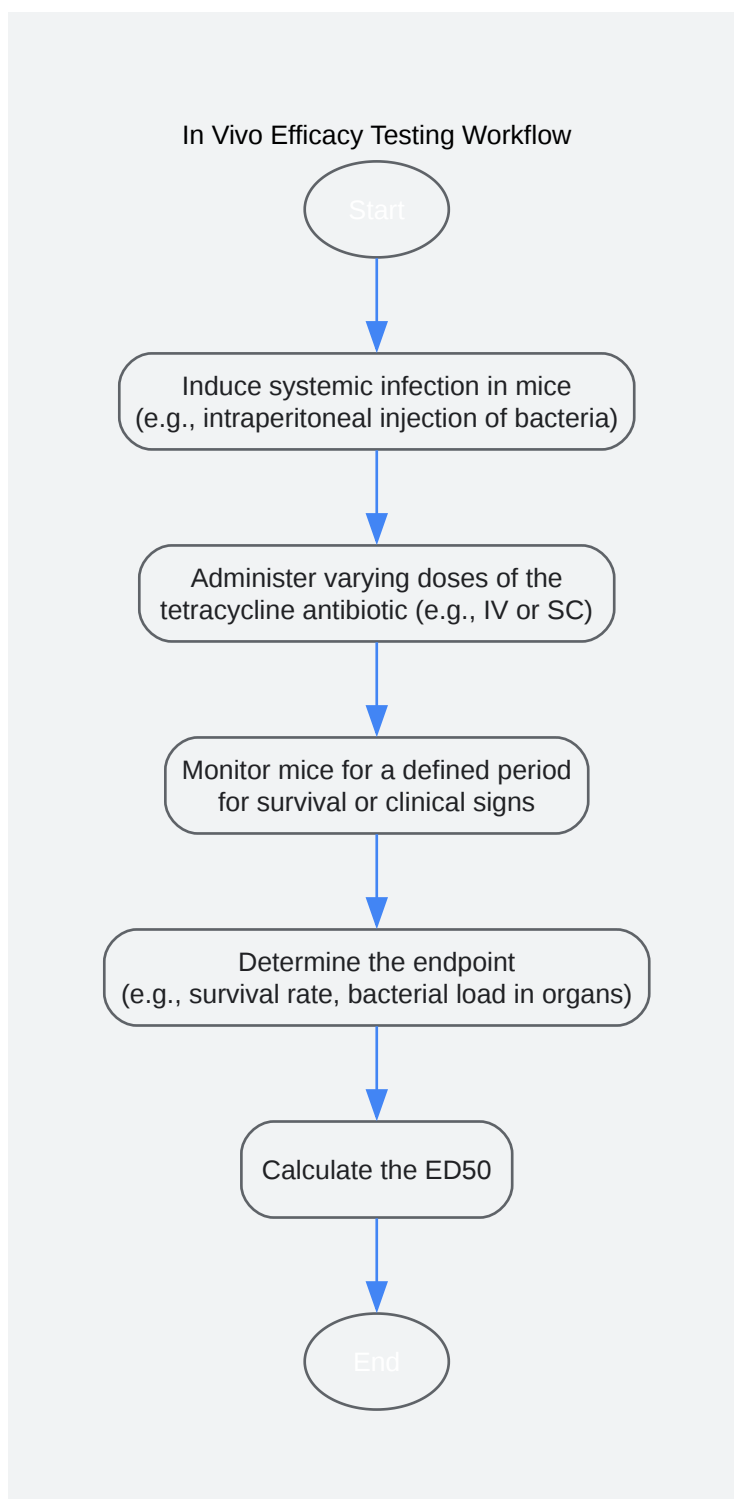 In Vivo Efficacy Testing Workflow
Start
Induce systemic infection in mice
(e.g., intraperitoneal injection of bacteria)
Administer varying doses of the
tetracycline antibiotic (e.g., IV or SC)
Monitor mice for a defined period
for survival or clinical signs
Determine the endpoint
(e.g., survival rate, bacterial load in organs)
Calculate the ED50
End